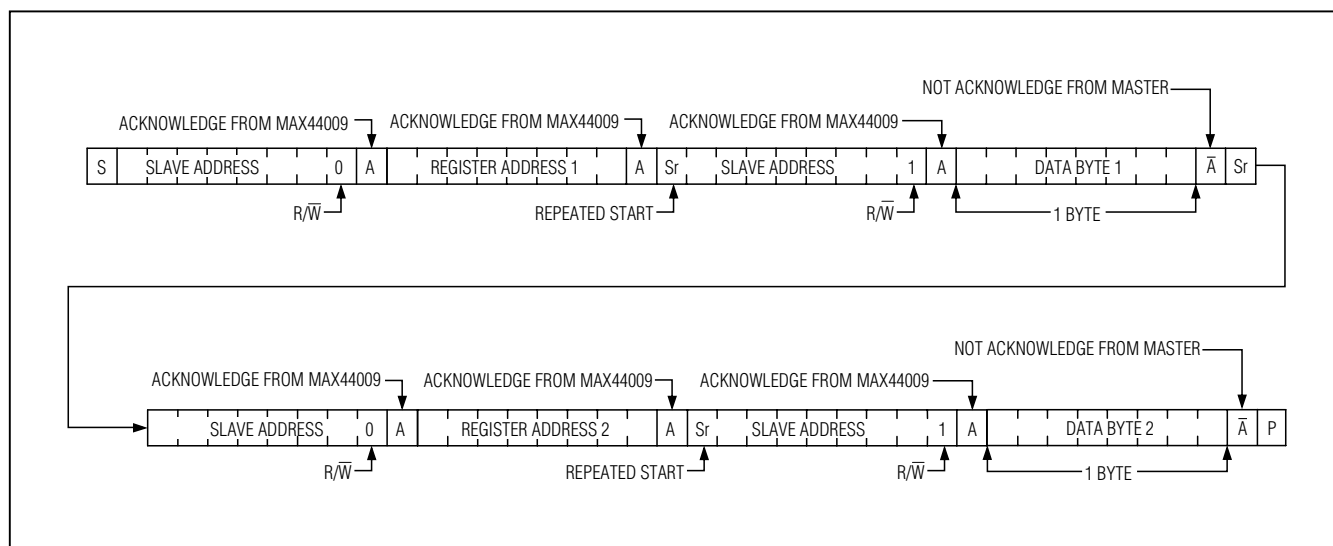 NOT ACKNOWLEDGE FROM MASTER
ACKNOWLEDGE FROM MAX44009 ACKNOWLEDGE FROM MAX44009 ACKNOWLEDGE FROM MAX44009
S SLAVE ADDRESS 0 A REGISTER ADDRESS 1 A Sr SLAVE ADDRESS 1 A DATA BYTE 1 A̅ Sr
R/W̅ REPEATED START R/W̅ 1 BYTE
NOT ACKNOWLEDGE FROM MASTER
ACKNOWLEDGE FROM MAX44009 ACKNOWLEDGE FROM MAX44009 ACKNOWLEDGE FROM MAX44009
SLAVE ADDRESS 0 A REGISTER ADDRESS 2 A Sr SLAVE ADDRESS 1 A DATA BYTE 2 A̅ P
R/W̅ REPEATED START R/W̅ 1 BYTE